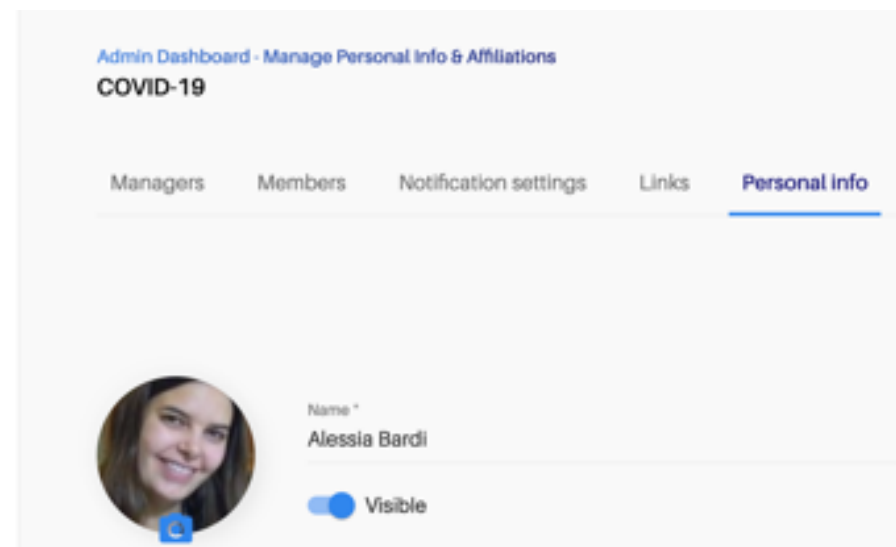 Admin Dashboard - Manage Personal Info & Affiliations
COVID-19
Managers Members Notification settings Links Personal info
Name *
Alessia Bardi
Visible